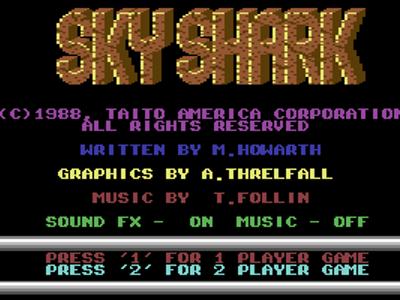 SKY SHARK
(C)1988, TAITO AMERICA CORPORATION
ALL RIGHTS RESERVED
WRITTEN BY M.HOWARTH
GRAPHICS BY A.THRELFALL
MUSIC BY T.FOLLIN
SOUND FX - ON MUSIC - OFF
PRESS '1' FOR 1 PLAYER GAME
PRESS '2' FOR 2 PLAYER GAME